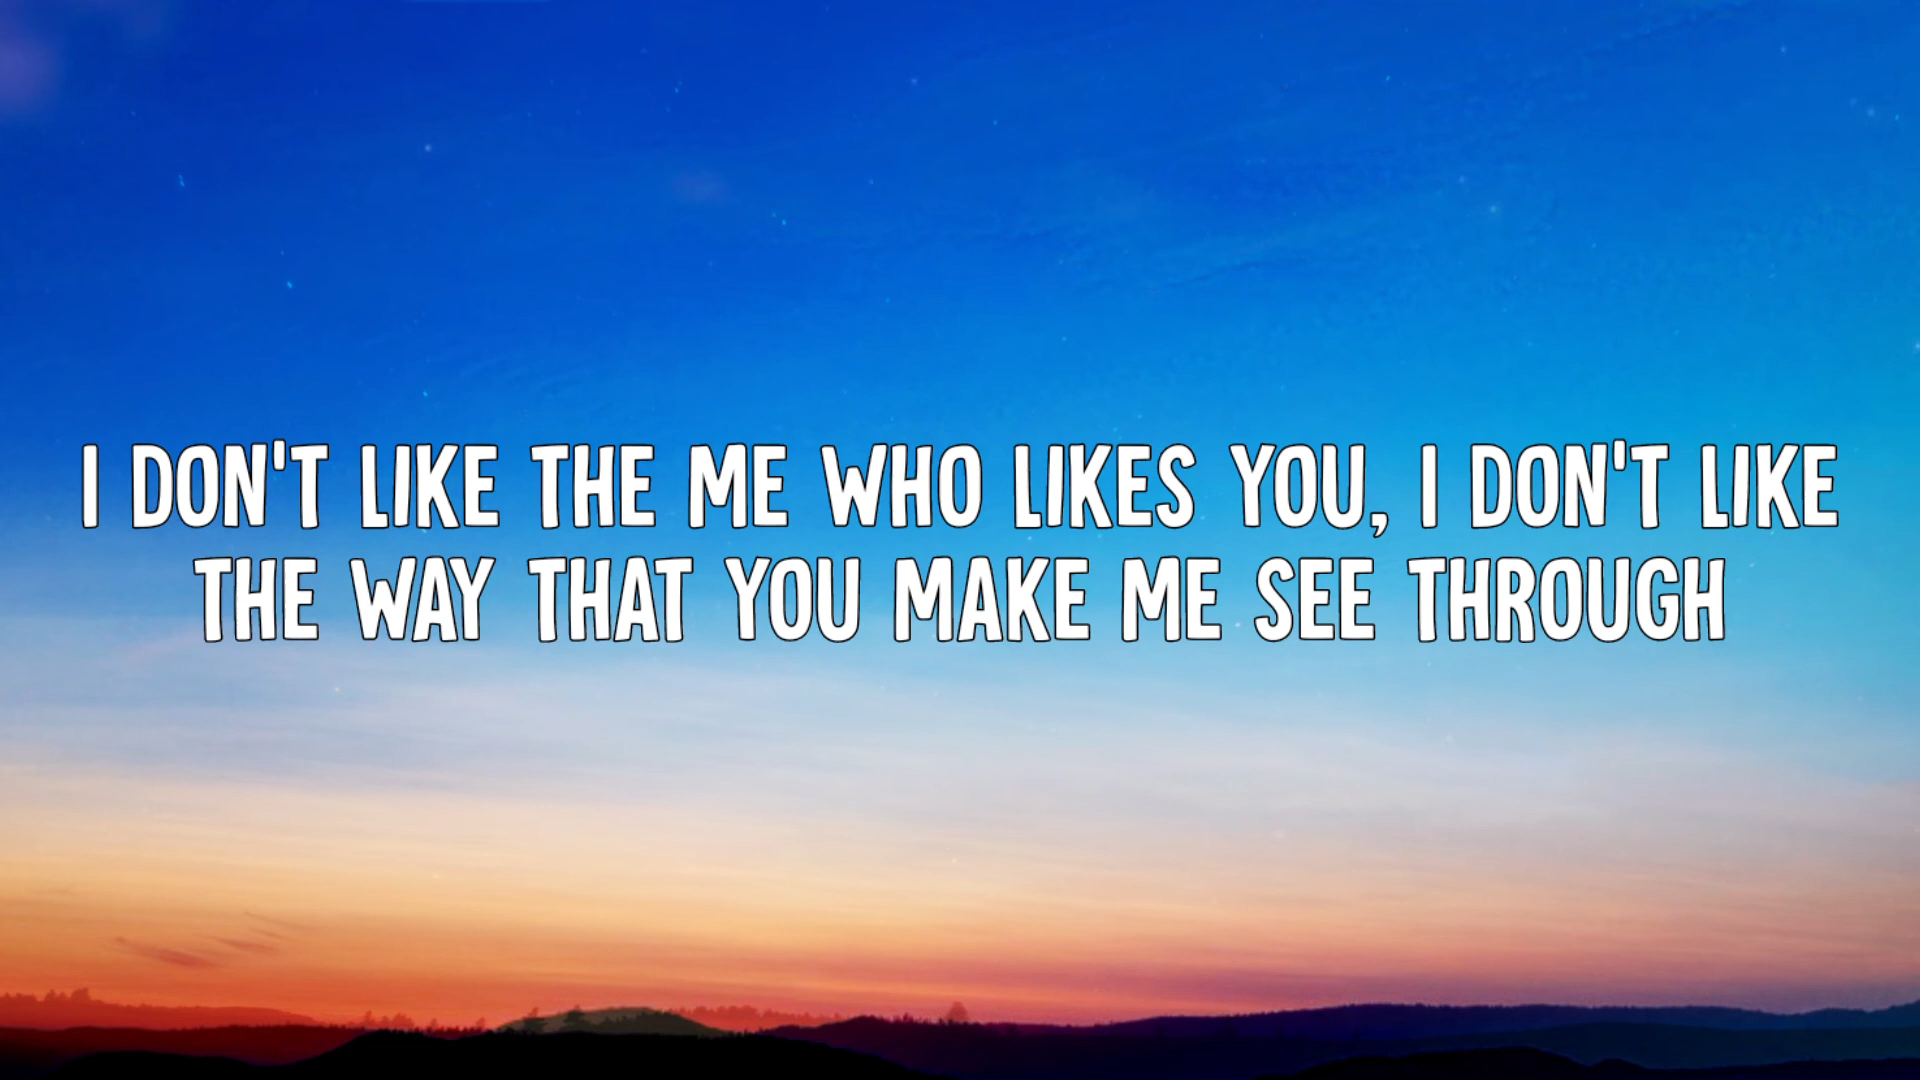 I DON'T LIKE THE ME WHO LIKES YOU, I DON'T LIKE
THE WAY THAT YOU MAKE ME SEE THROUGH